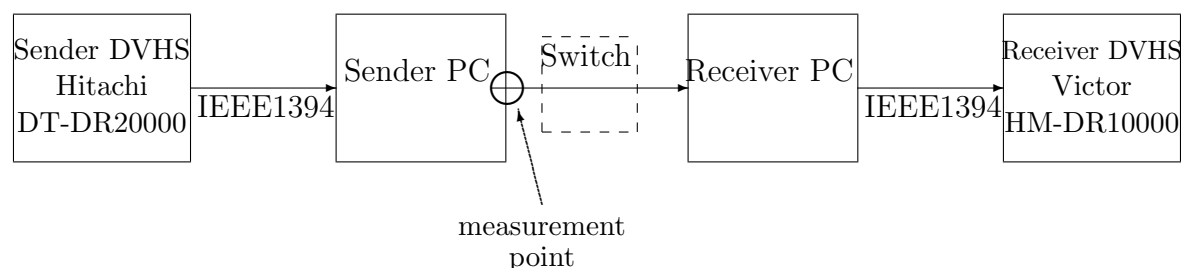 Sender DVHS
Hitachi
DT-DR20000
IEEE1394
Sender PC
Switch
Receiver PC
IEEE1394
Receiver DVHS
Victor
HM-DR10000
measurement
point